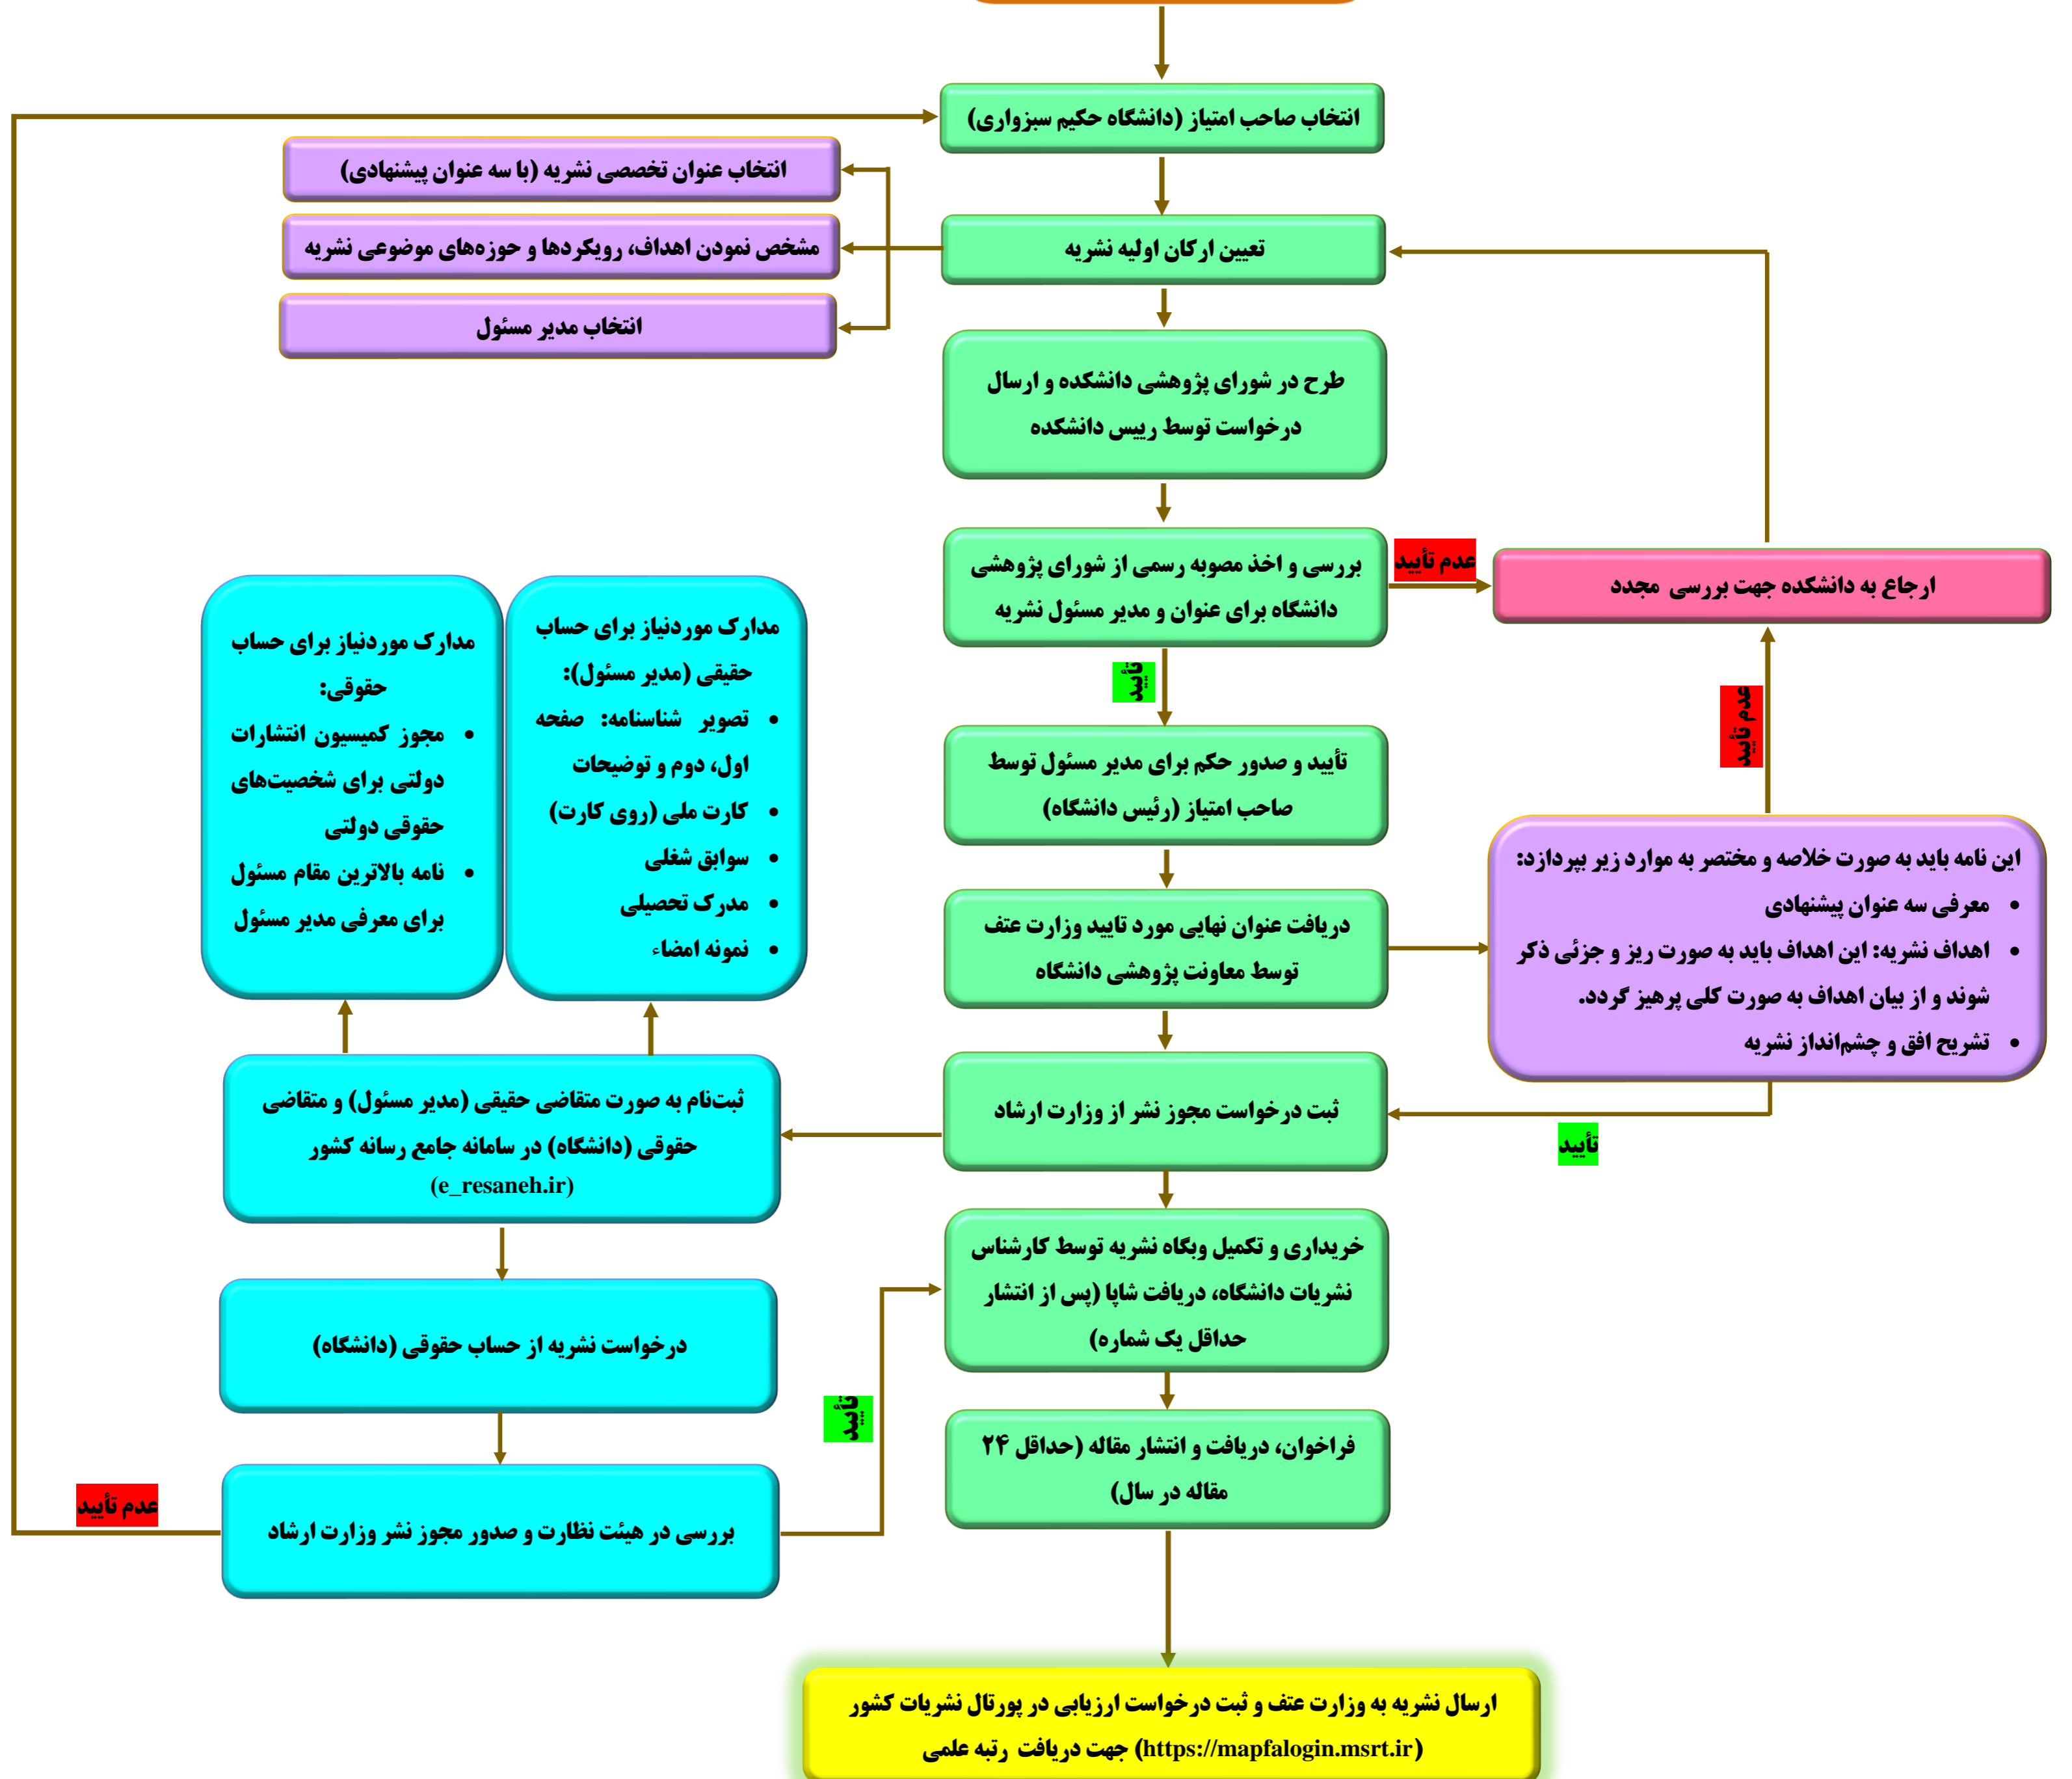 انتخاب صاحب امتیاز (دانشگاه حکیم سبزواری)
انتخاب عنوان تخصصی نشریه (با سه عنوان پیشنهادی)
تعیین ارکان اولیه نشریه
مشخص نمودن اهداف، رویکردها و حوزه‌های موضوعی نشریه
انتخاب مدیر مسئول
طرح در شورای پژوهشی دانشکده و ارسال
درخواست توسط رییس دانشکده
بررسی و اخذ مصوبه رسمی از شورای پژوهشی
دانشگاه برای عنوان و مدیر مسئول نشریه
عدم تأیید
ارجاع به دانشکده جهت بررسی مجدد
تأیید
عدم تأیید
تأیید و صدور حکم برای مدیر مسئول توسط
صاحب امتیاز (رئیس دانشگاه)
دریافت عنوان نهایی مورد تایید وزارت عتف
توسط معاونت پژوهشی دانشگاه
این نامه باید به صورت خلاصه و مختصر به موارد زیر بپردازد:
• معرفی سه عنوان پیشنهادی
• اهداف نشریه: این اهداف باید به صورت ریز و جزئی ذکر
شوند و از بیان اهداف به صورت کلی پرهیز گردد.
• تشریح افق و چشم‌انداز نشریه
تأیید
ثبت درخواست مجوز نشر از وزارت ارشاد
مدارک موردنیاز برای حساب
حقیقی (مدیر مسئول):
• تصویر شناسنامه: صفحه
اول، دوم و توضیحات
• کارت ملی (روی کارت)
• سوابق شغلی
• مدرک تحصیلی
• نمونه امضاء
مدارک موردنیاز برای حساب
حقوقی:
• مجوز کمیسیون انتشارات
دولتی برای شخصیت‌های
حقوقی دولتی
• نامه بالاترین مقام مسئول
برای معرفی مدیر مسئول
ثبت‌نام به صورت متقاضی حقیقی (مدیر مسئول) و متقاضی
حقوقی (دانشگاه) در سامانه جامع رسانه کشور
(e_resaneh.ir)
درخواست نشریه از حساب حقوقی (دانشگاه)
بررسی در هیئت نظارت و صدور مجوز نشر وزارت ارشاد
عدم تأیید
تأیید
خریداری و تکمیل وبگاه نشریه توسط کارشناس
نشریات دانشگاه، دریافت شاپا (پس از انتشار
حداقل یک شماره)
فراخوان، دریافت و انتشار مقاله (حداقل ۲۴
مقاله در سال)
ارسال نشریه به وزارت عتف و ثبت درخواست ارزیابی در پورتال نشریات کشور
(https://mapfalogin.msrt.ir) جهت دریافت رتبه علمی